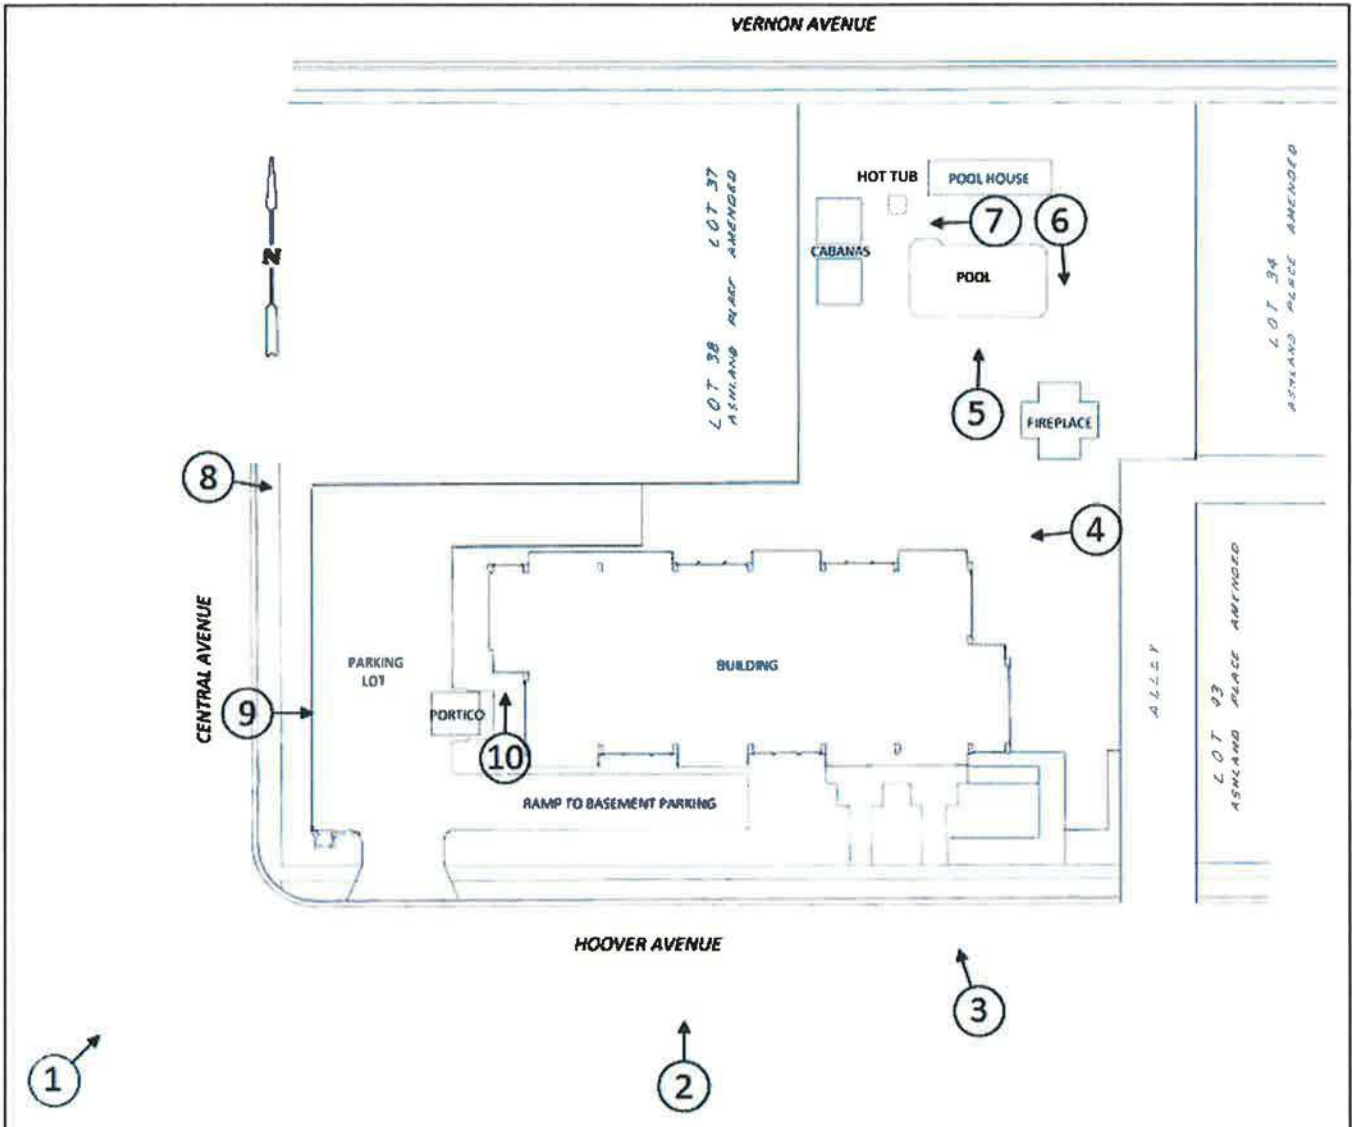 VERNON AVENUE
HOT TUB
POOL HOUSE
LOT 37
AMENDED
LOT 38
ASHLAND PLACE
7
6
CABANAS
POOL
LOT 34
ASHLAND PLACE AMENDED
N
5
FIREPLACE
8
4
CENTRAL AVENUE
PARKING
LOT
BUILDING
ALLEY
LOT 93
ASHLAND PLACE AMENDED
9
PORTICO
10
RAMP TO BASEMENT PARKING
HOOVER AVENUE
3
1
2